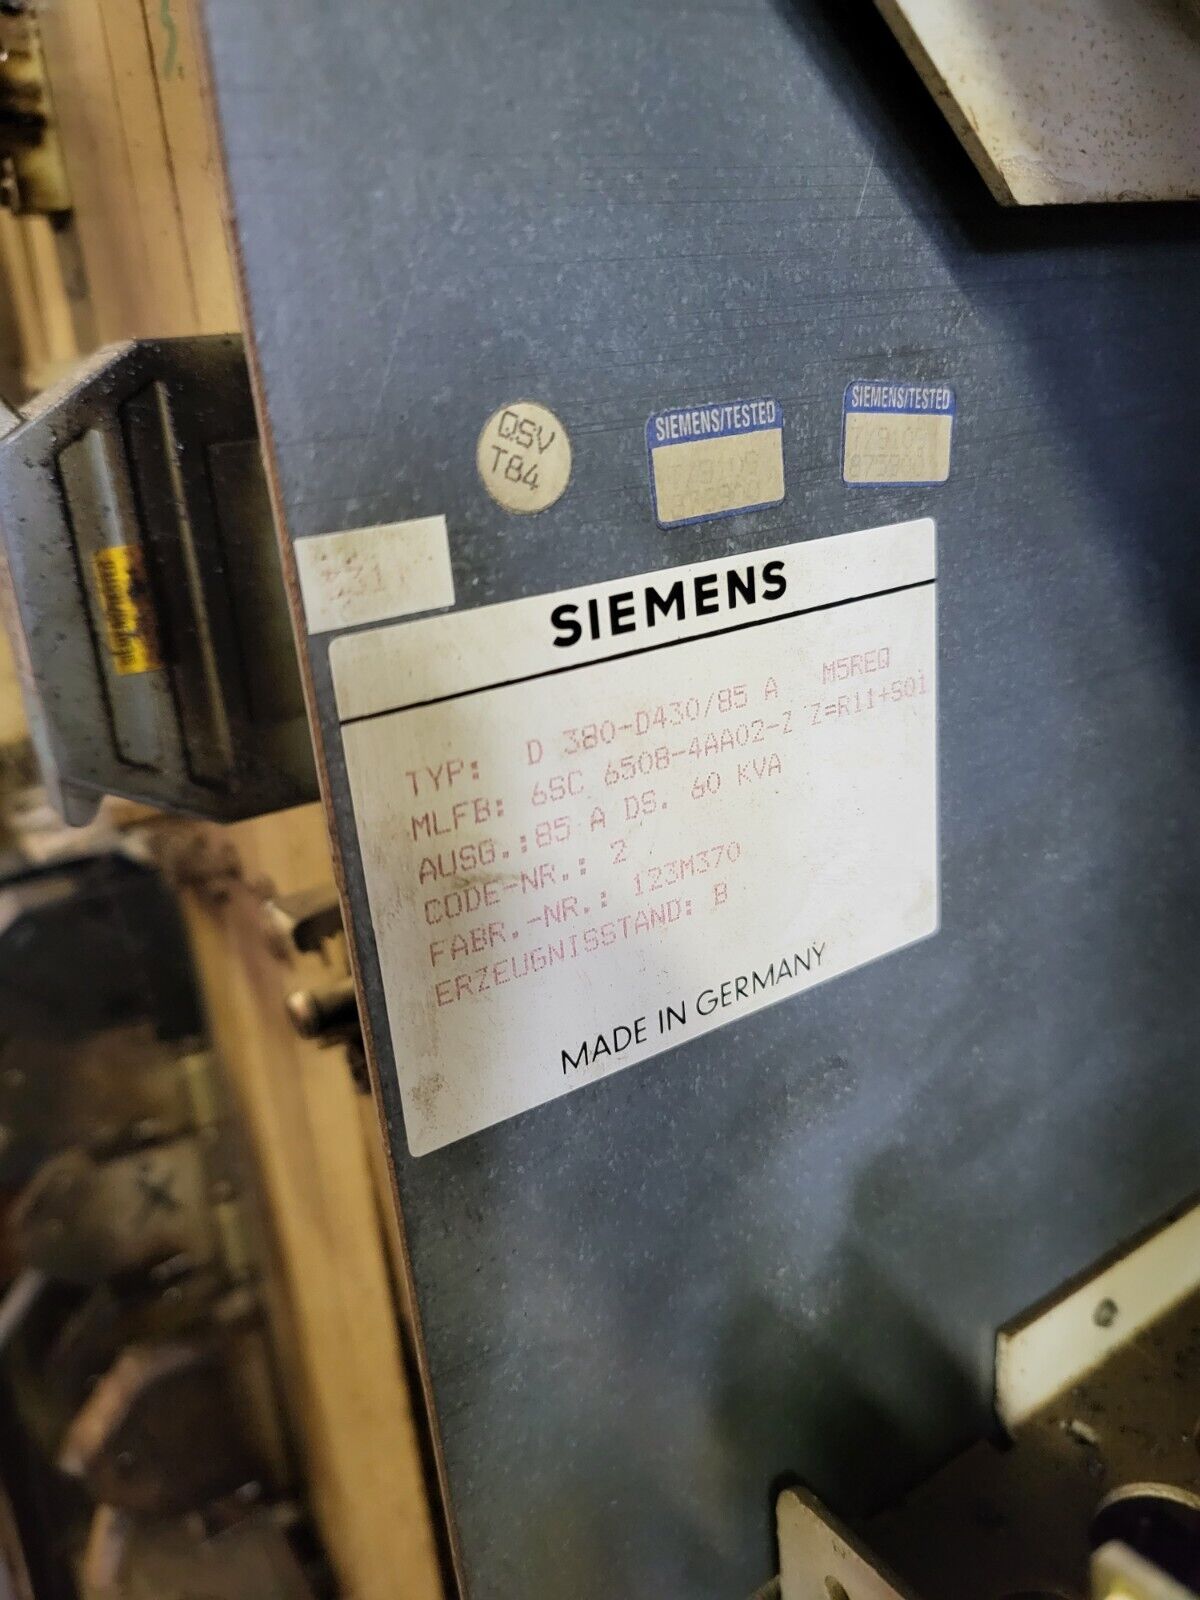 QSV
T84
SIEMENS/TESTED
SIEMENS/TESTED
SIEMENS
TYP: D 380-D430/85 A M5REQ
MLFB: 6SC 6508-4AA02-Z Z=R11+S01
AUSG.:85 A DS. 60 KVA
CODE-NR.: 2
FABR.-NR.: 123M370
ERZEUGNISSTAND: B
MADE IN GERMANY